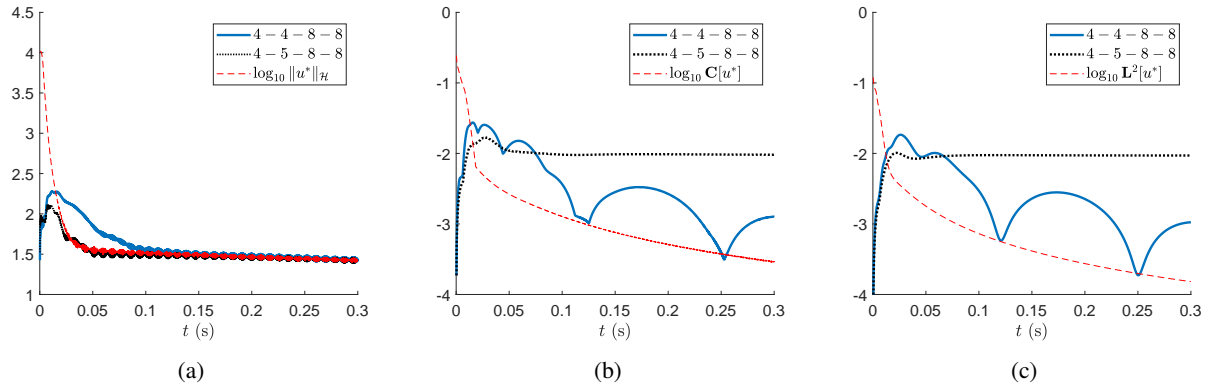 4 − 4 − 8 − 8
4 − 5 − 8 − 8
log₁₀ ‖u*‖_ℋ
4.5
4
3.5
3
2.5
2
1.5
1
0 0.05 0.1 0.15 0.2 0.25 0.3
t (s)
(a)
4 − 4 − 8 − 8
4 − 5 − 8 − 8
log₁₀ C[u*]
0
-1
-2
-3
-4
0 0.05 0.1 0.15 0.2 0.25 0.3
t (s)
(b)
4 − 4 − 8 − 8
4 − 5 − 8 − 8
log₁₀ L²[u*]
0
-1
-2
-3
-4
0 0.05 0.1 0.15 0.2 0.25 0.3
t (s)
(c)